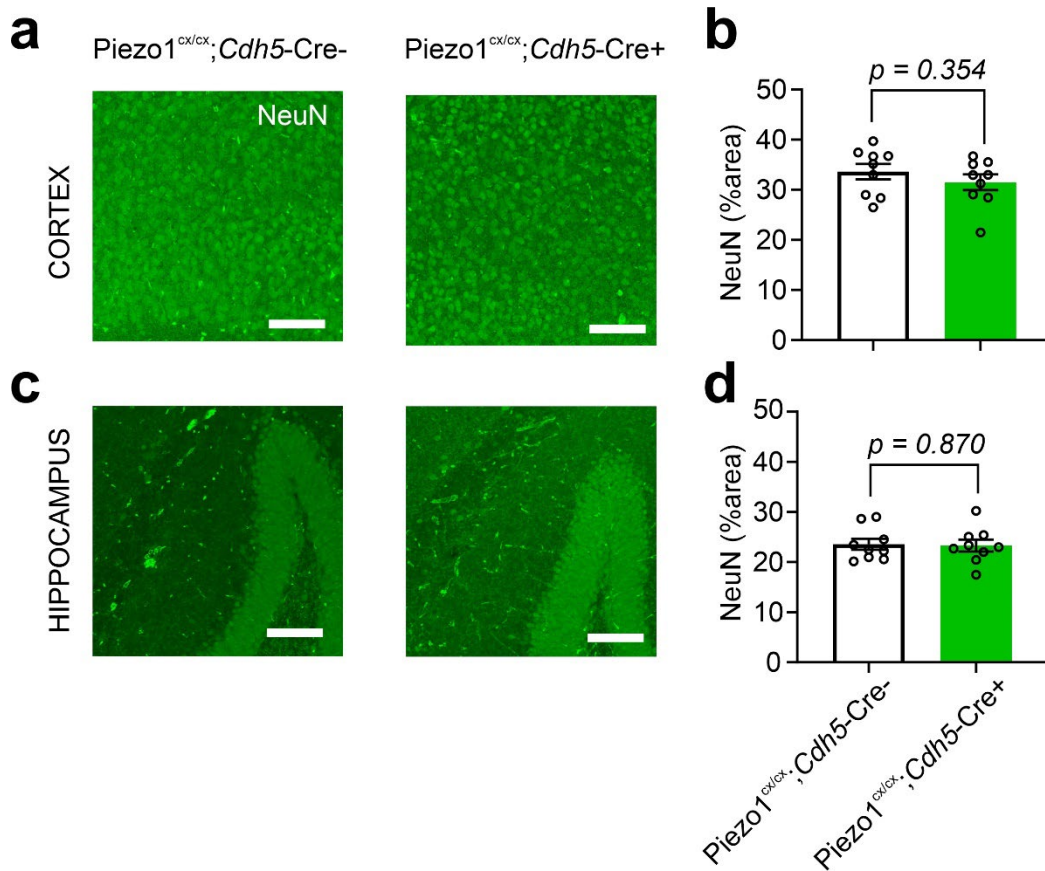 a
Piezo1cx/cx;Cdh5-Cre-
Piezo1cx/cx;Cdh5-Cre+
CORTEX
NeuN
b
p = 0.354
NeuN (%area)
50
40
30
20
10
0
c
HIPPOCAMPUS
d
p = 0.870
NeuN (%area)
50
40
30
20
10
0
Piezo1cx/cx;Cdh5-Cre-
Piezo1cx/cx;Cdh5-Cre+